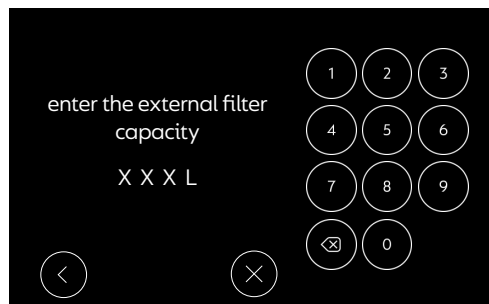 enter the external filter
capacity
X X X L
1 2 3
4 5 6
7 8 9
0